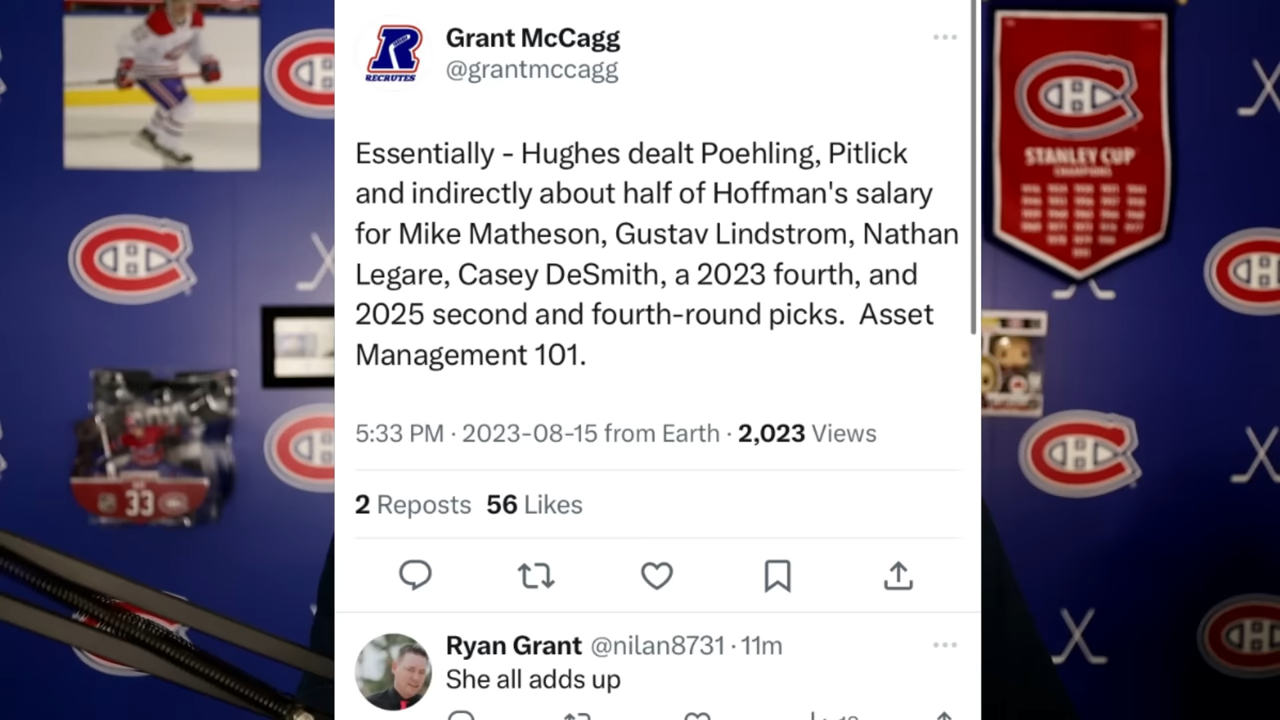 Grant McCagg
RECRUTES
@grantmccagg
Essentially - Hughes dealt Poehling, Pitlick
and indirectly about half of Hoffman's salary
for Mike Matheson, Gustav Lindstrom, Nathan
Legare, Casey DeSmith, a 2023 fourth, and
2025 second and fourth-round picks.  Asset
Management 101.
5:33 PM · 2023-08-15 from Earth · 2,023 Views
2 Reposts 56 Likes
Ryan Grant @nilan8731 · 11m
She all adds up
STANLEY CUP
CHAMPIONS
33